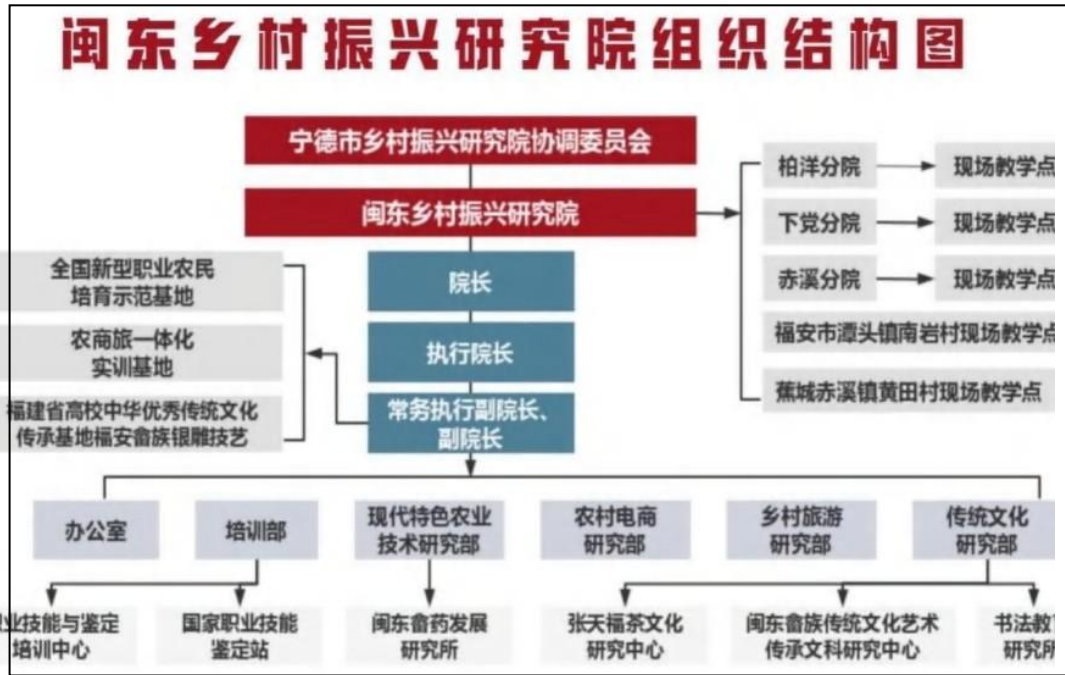 闽东乡村振兴研究院组织结构图
宁德市乡村振兴研究院协调委员会
闽东乡村振兴研究院
柏洋分院
现场教学点
下党分院
现场教学点
赤溪分院
现场教学点
福安市潭头镇南岩村现场教学点
蕉城赤溪镇黄田村现场教学点
全国新型职业农民
培育示范基地
农商旅一体化
实训基地
福建省高校中华优秀传统文化
传承基地福安畲族银雕技艺
院长
执行院长
常务执行副院长、
副院长
办公室
培训部
现代特色农业
技术研究部
农村电商
研究部
乡村旅游
研究部
传统文化
研究部
业技能与鉴定
培训中心
国家职业技能
鉴定站
闽东畲药发展
研究所
张天福茶文化
研究中心
闽东畲族传统文化艺术
传承文科研究中心
书法教
研究所